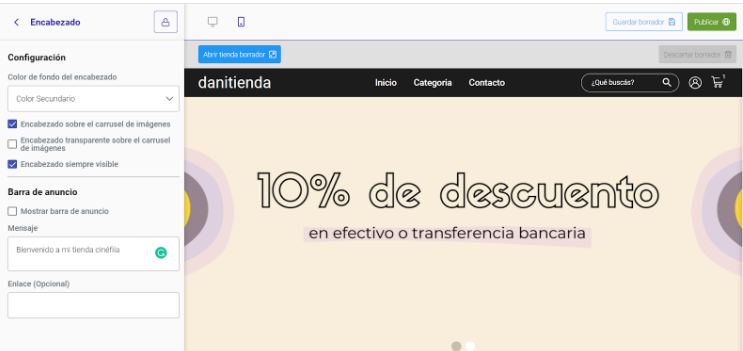 Encabezado
Guardar borrador
Publicar
Abrir tienda borrador
Descartar borrador
Configuración
Color de fondo del encabezado
Color Secundario
Encabezado sobre el carrusel de imágenes
Encabezado transparente sobre el carrusel
de imágenes
Encabezado siempre visible
Barra de anuncio
Mostrar barra de anuncio
Mensaje
Bienvenido a mi tienda cinéfila
Enlace (Opcional)
danitienda
Inicio Categoria Contacto
¿Qué buscás?
1
10% de descuento
en efectivo o transferencia bancaria